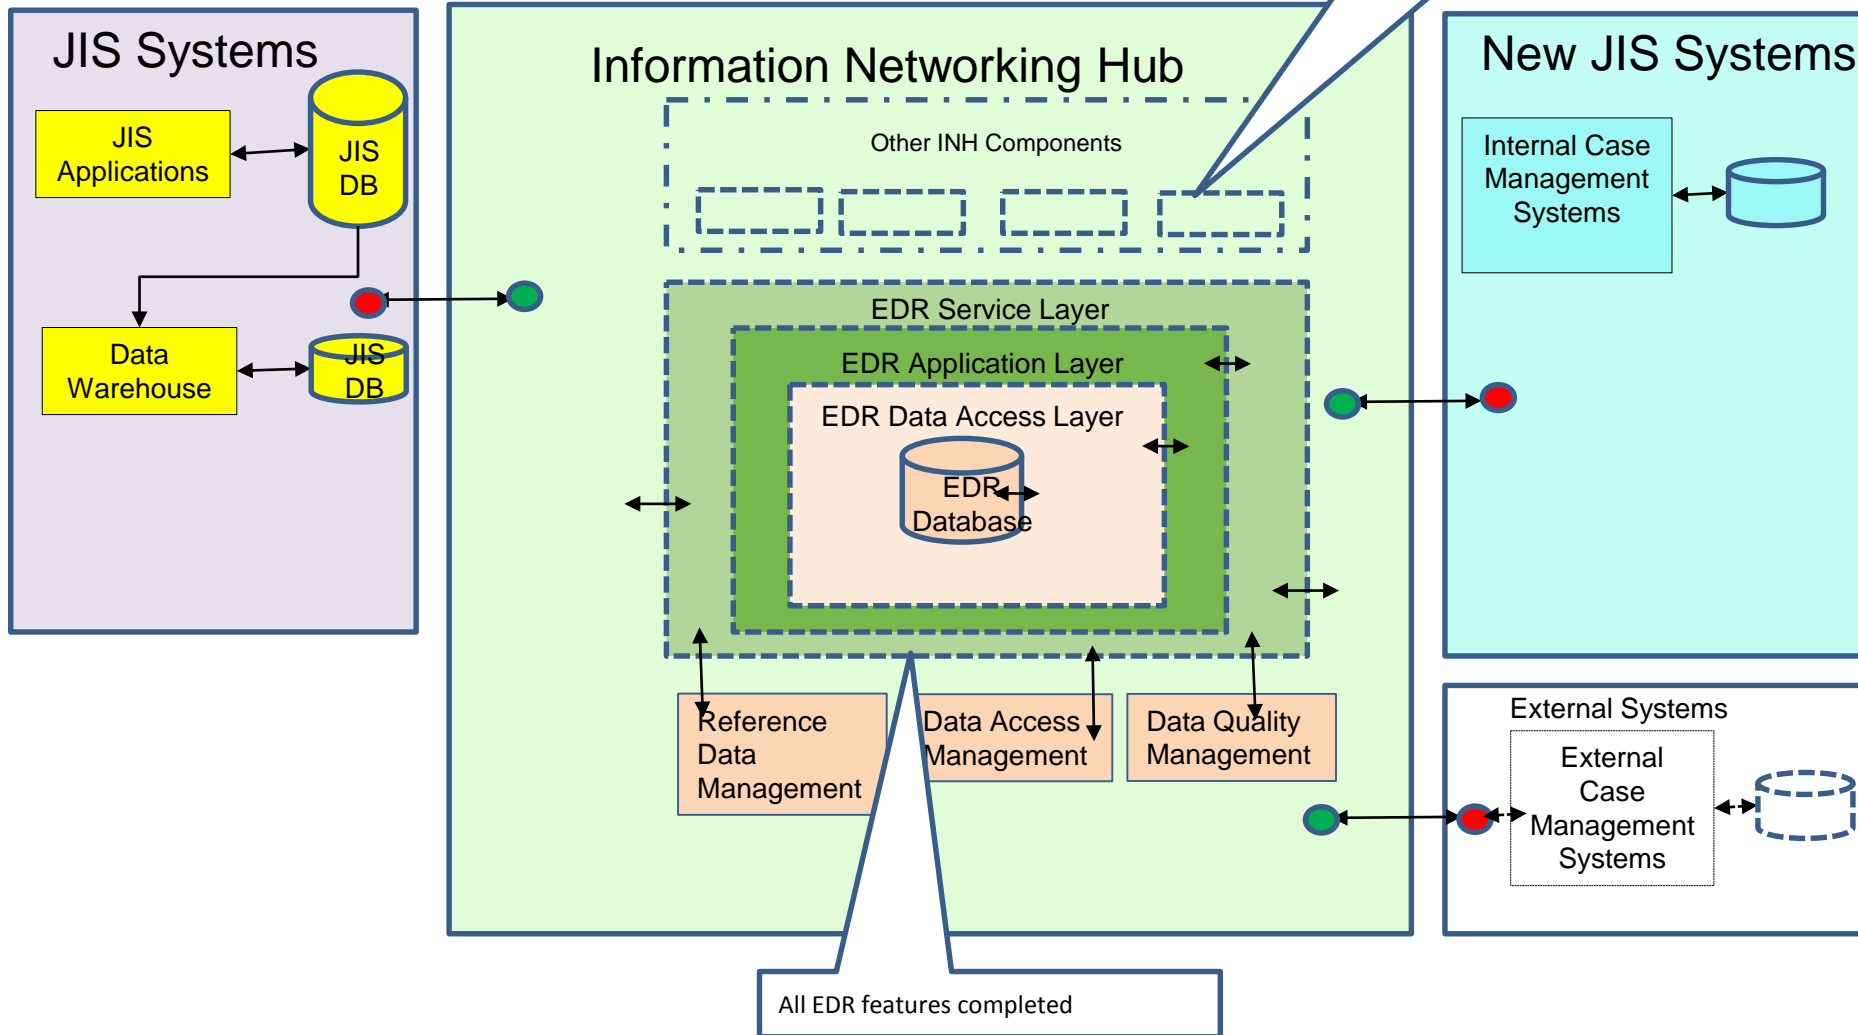 JIS Systems
JIS
Applications
JIS
DB
Data
Warehouse
JIS
DB
Information Networking Hub
Other INH Components
EDR Service Layer
EDR Application Layer
EDR Data Access Layer
EDR
Database
Reference
Data
Management
Data Access
Management
Data Quality
Management
All EDR features completed
New JIS Systems
Internal Case
Management
Systems
External Systems
External
Case
Management
Systems